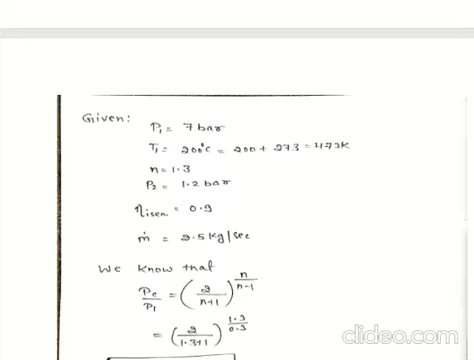 Given:
P₁ = 7 bar
T₁ = 200°C = 200 + 273 = 473K
n = 1.3
P₂ = 1.2 bar
ηisen. = 0.9
ṁ = 2.5 kg/sec
We know that
Pc/P₁ = (2/(n+1))^(n/(n-1))
= (2/(1.3+1))^(1.3/0.3)
clideo.com